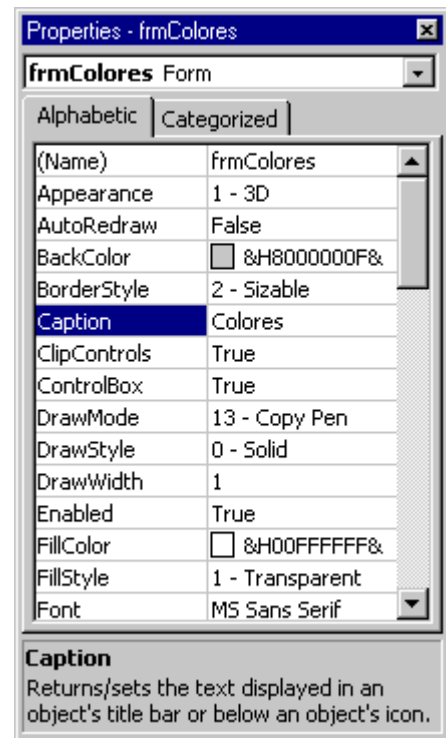 Properties - frmColores
frmColores Form
Alphabetic Categorized
(Name) frmColores
Appearance 1 - 3D
AutoRedraw False
BackColor &H8000000F&
BorderStyle 2 - Sizable
Caption Colores
ClipControls True
ControlBox True
DrawMode 13 - Copy Pen
DrawStyle 0 - Solid
DrawWidth 1
Enabled True
FillColor &H00FFFFFF&
FillStyle 1 - Transparent
Font MS Sans Serif
Caption
Returns/sets the text displayed in an
object's title bar or below an object's icon.